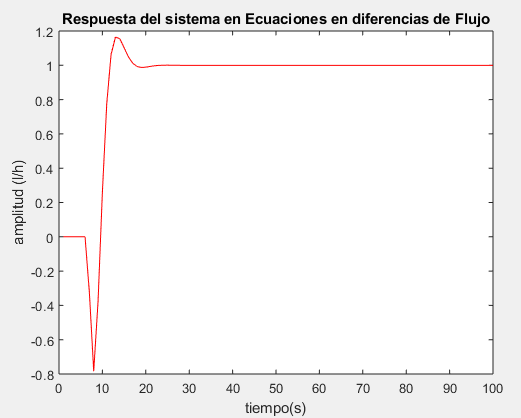 Respuesta del sistema en Ecuaciones en diferencias de Flujo
1.2
1
0.8
0.6
0.4
0.2
0
-0.2
-0.4
-0.6
-0.8
amplitud (l/h)
0 10 20 30 40 50 60 70 80 90 100
tiempo(s)